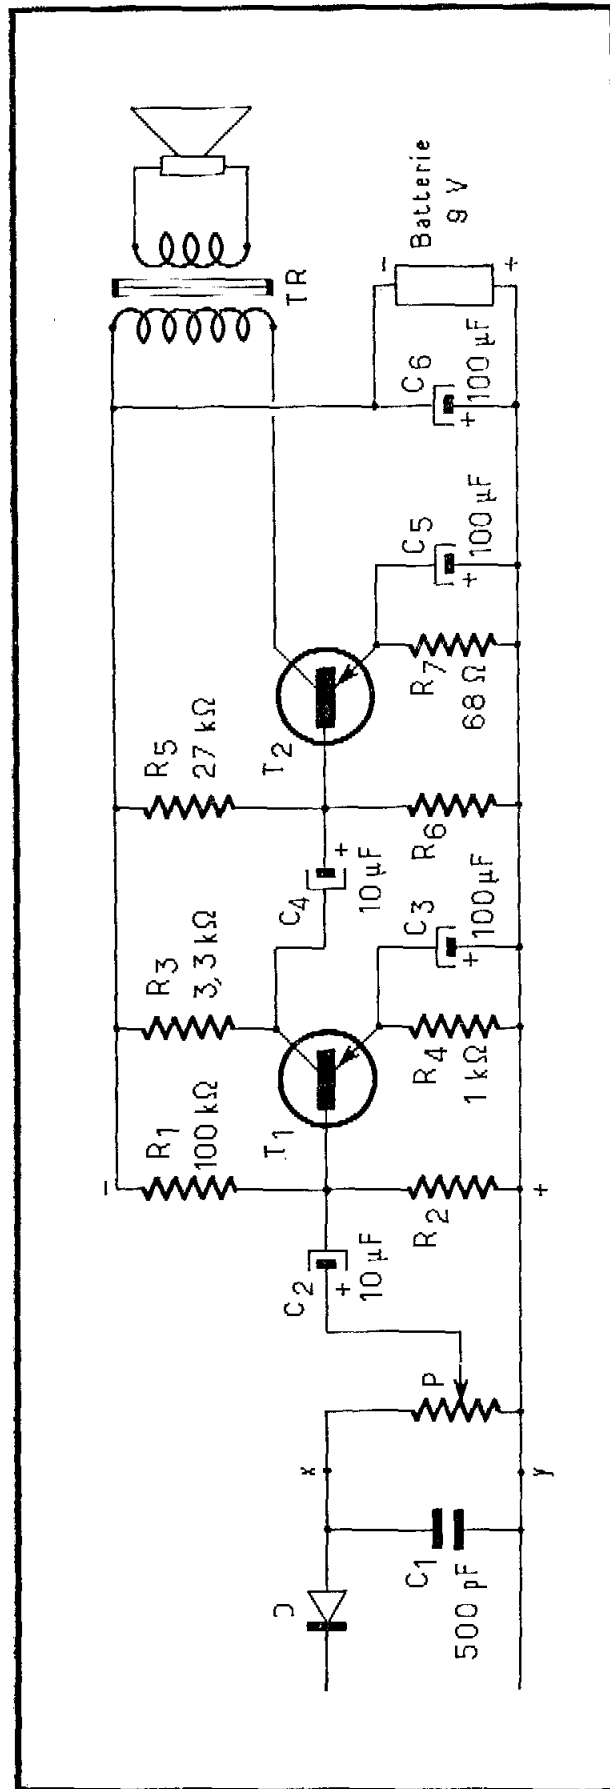 D
C1
500 pF
x
y
P
C2
+
10 µF
–
R1
100 kΩ
R2
+
T1
R3
3,3 kΩ
R4
1 kΩ
C3
+
100 µF
C4
+
10 µF
R5
27 kΩ
R6
T2
R7
68 Ω
C5
+
100 µF
C6
+
100 µF
TR
–
+
Batterie
9 V